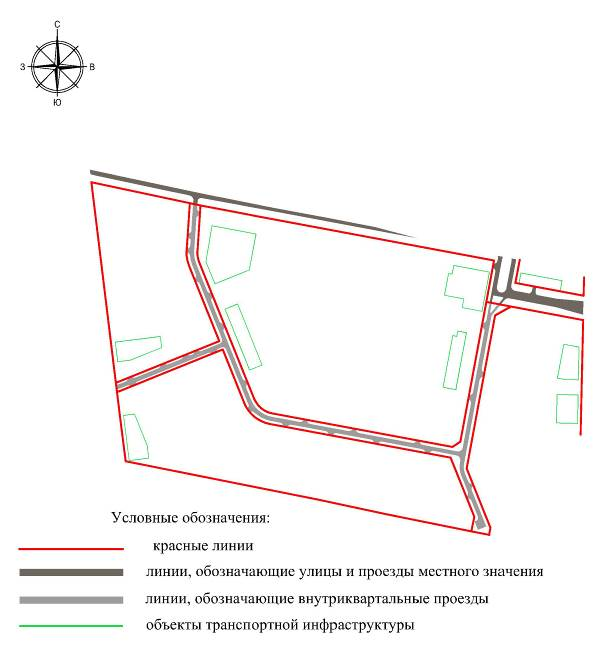 С
З В
Ю
Условные обозначения:
красные линии
линии, обозначающие улицы и проезды местного значения
линии, обозначающие внутриквартальные проезды
объекты транспортной инфраструктуры